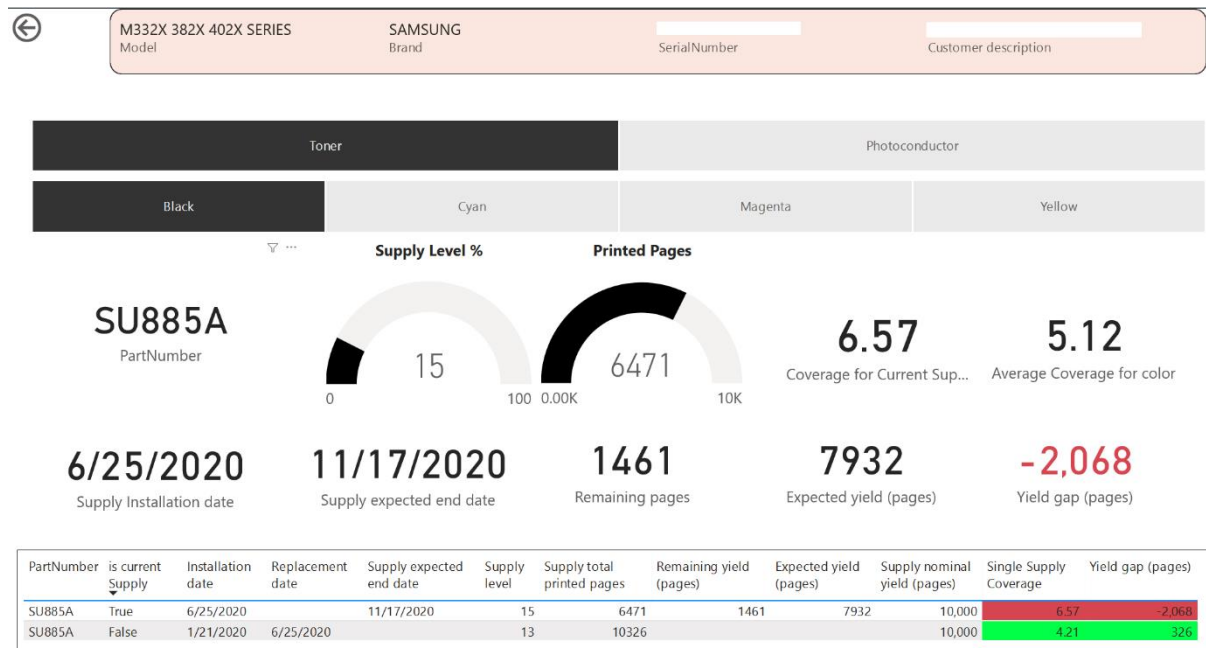 M332X 382X 402X SERIES SAMSUNG
Model Brand SerialNumber Customer description
Toner Photoconductor
Black Cyan Magenta Yellow
Supply Level % Printed Pages
SU885A
PartNumber
15
0 100
6471
0.00K 10K
6.57
Coverage for Current Sup...
5.12
Average Coverage for color
6/25/2020 11/17/2020 1461 7932 -2,068
Supply Installation date Supply expected end date Remaining pages Expected yield (pages) Yield gap (pages)
PartNumber is current Supply Installation date Replacement date Supply expected end date Supply level Supply total printed pages Remaining yield (pages) Expected yield (pages) Supply nominal yield (pages) Single Supply Coverage Yield gap (pages)
SU885A True 6/25/2020 11/17/2020 15 6471 1461 7932 10,000 6.57 -2,068
SU885A False 1/21/2020 6/25/2020 13 10326 10,000 4.21 326